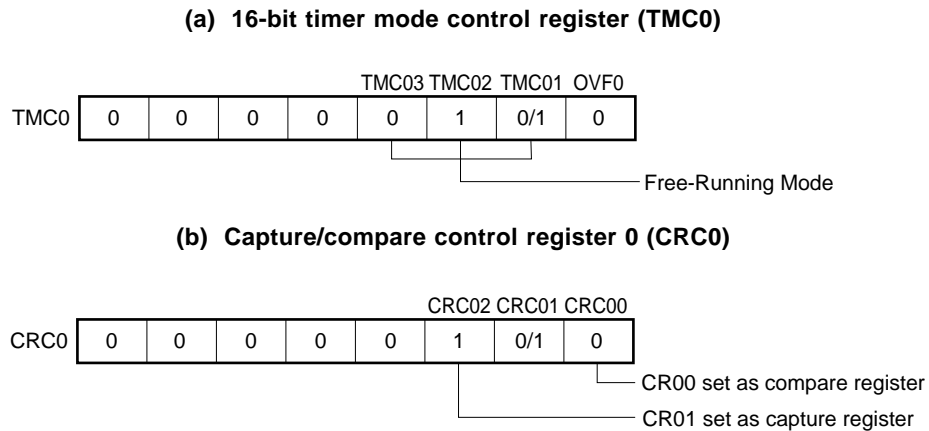 (a) 16-bit timer mode control register (TMC0)
TMC03 TMC02 TMC01 OVF0
TMC0 0 0 0 0 0 1 0/1 0
Free-Running Mode
(b) Capture/compare control register 0 (CRC0)
CRC02 CRC01 CRC00
CRC0 0 0 0 0 0 1 0/1 0
CR00 set as compare register
CR01 set as capture register